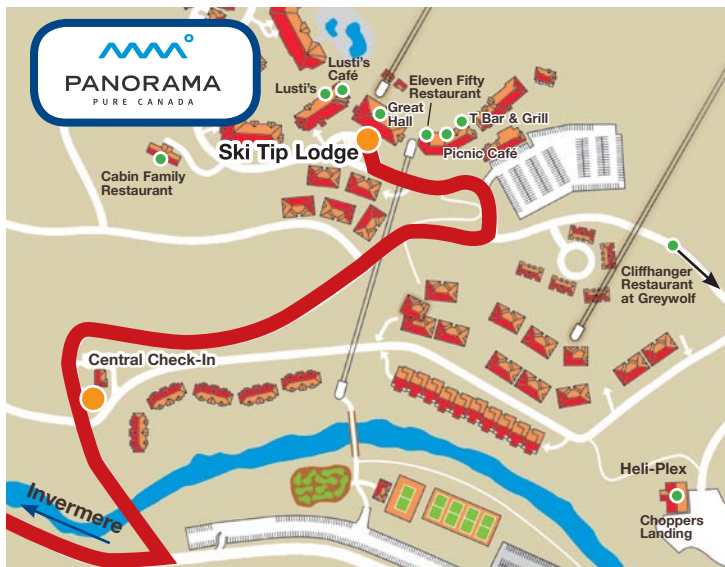 PANORAMA
PURE CANADA
Lusti's
Café
Lusti's
Great
Hall
Eleven Fifty
Restaurant
T Bar & Grill
Picnic Café
Ski Tip Lodge
Cabin Family
Restaurant
Cliffhanger
Restaurant
at Greywolf
Central Check-In
Invermere
Heli-Plex
Choppers
Landing